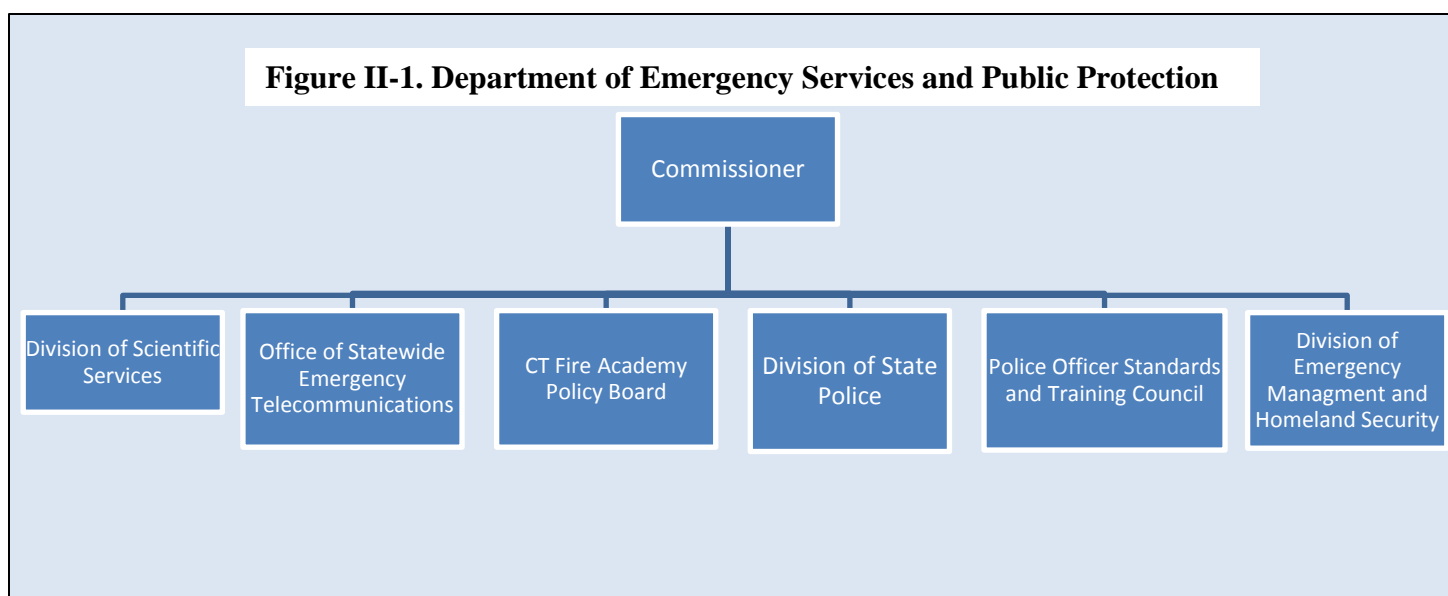 Figure II-1. Department of Emergency Services and Public Protection
Commissioner
Division of Scientific
Services
Office of Statewide
Emergency
Telecommunications
CT Fire Academy
Policy Board
Division of State
Police
Police Officer Standards
and Training Council
Division of
Emergency
Managment and
Homeland Security